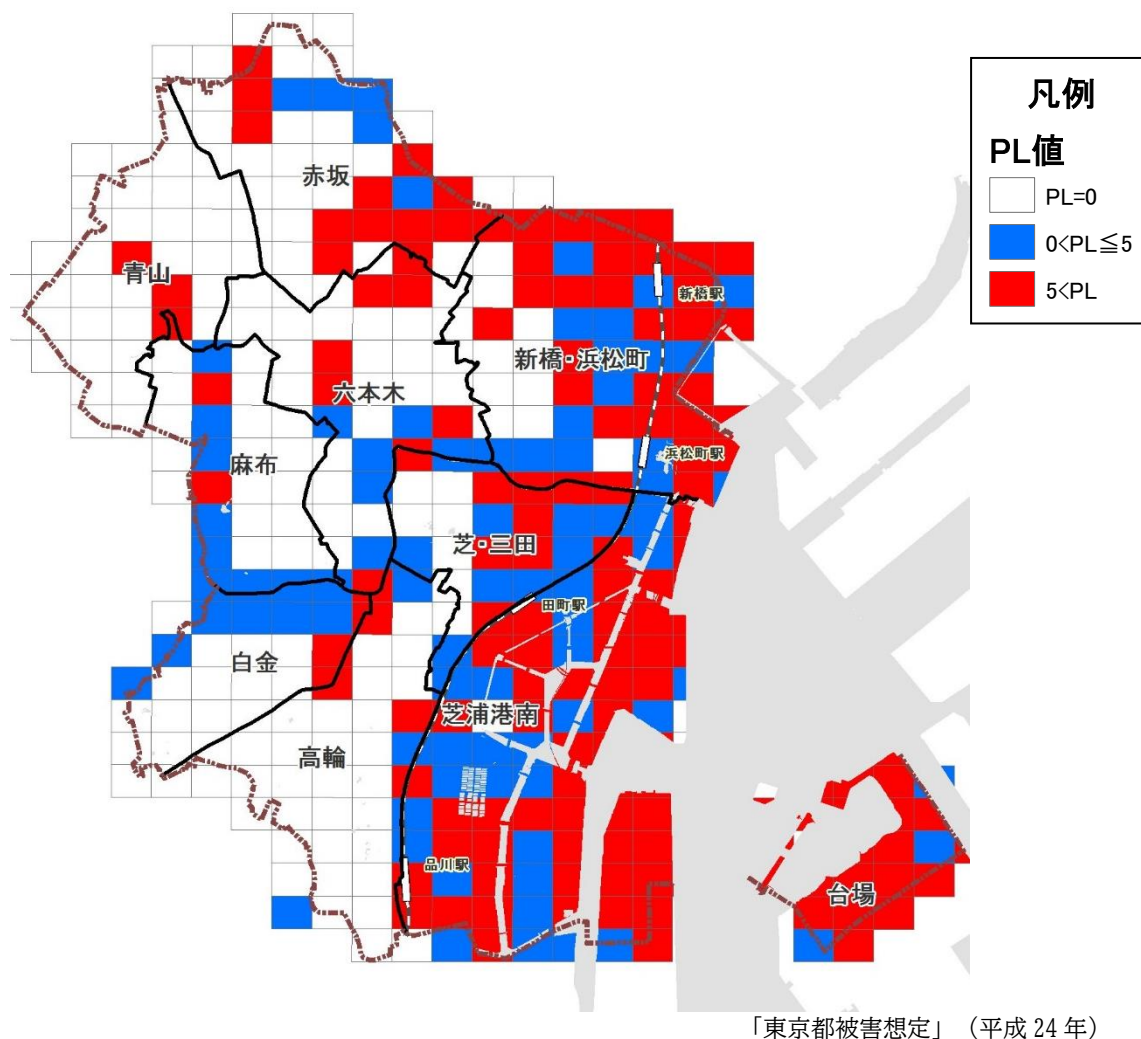 凡例
PL値
PL=0
0<PL≦5
5<PL
赤坂
青山
新橋駅
新橋・浜松町
六本木
浜松町駅
麻布
芝・三田
田町駅
白金
芝浦港南
高輪
品川駅
台場
「東京都被害想定」（平成 24 年）